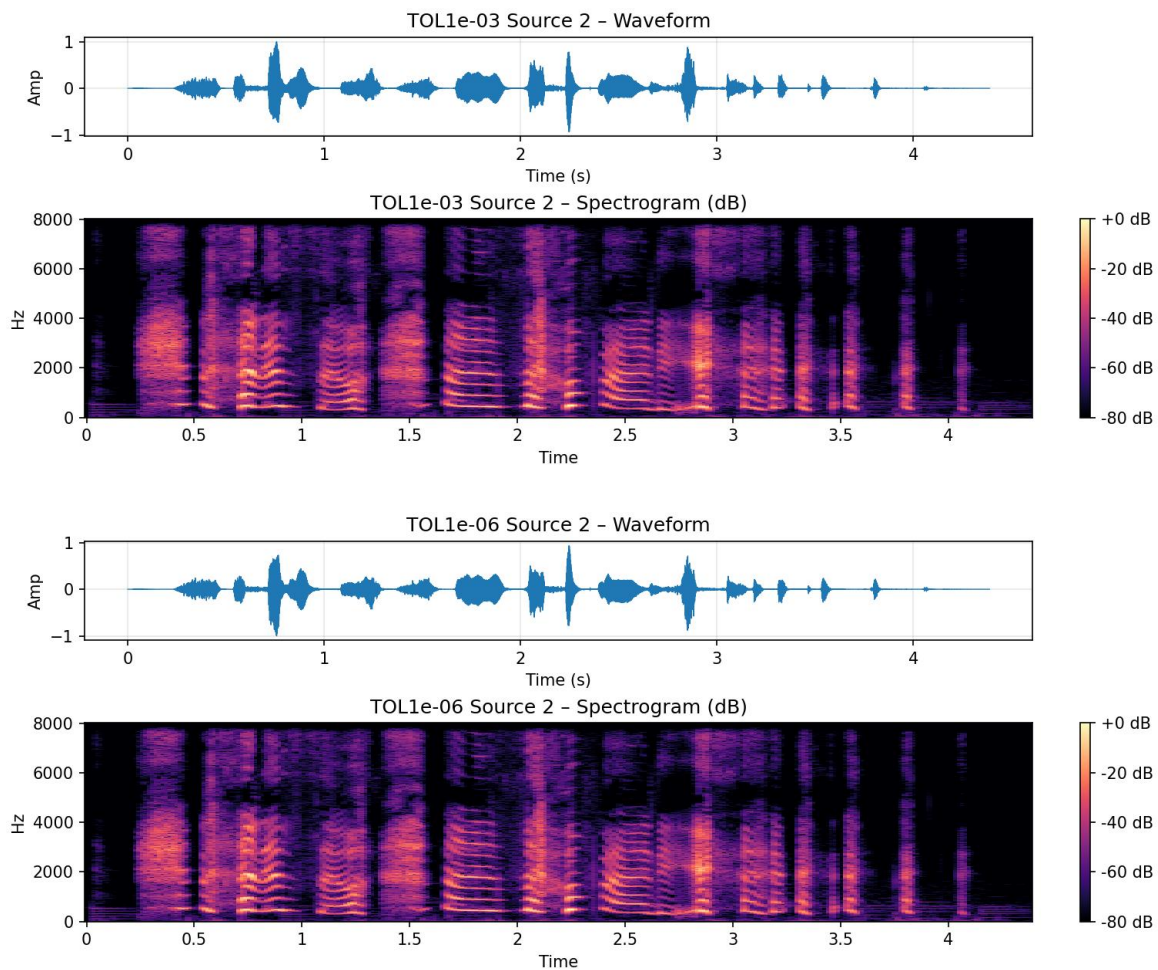 TOL1e-03 Source 2 – Waveform
1
0
−1
Amp
0 1 2 3 4
Time (s)
TOL1e-03 Source 2 – Spectrogram (dB)
8000
6000
4000
2000
0
Hz
0 0.5 1 1.5 2 2.5 3 3.5 4
Time
+0 dB
-20 dB
-40 dB
-60 dB
-80 dB
TOL1e-06 Source 2 – Waveform
1
0
−1
Amp
0 1 2 3 4
Time (s)
TOL1e-06 Source 2 – Spectrogram (dB)
8000
6000
4000
2000
0
Hz
0 0.5 1 1.5 2 2.5 3 3.5 4
Time
+0 dB
-20 dB
-40 dB
-60 dB
-80 dB